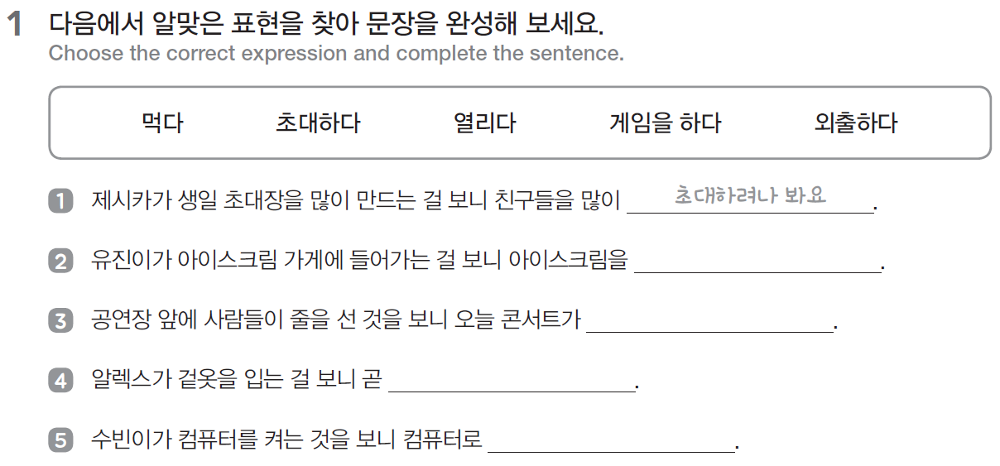 1 다음에서 알맞은 표현을 찾아 문장을 완성해 보세요.
Choose the correct expression and complete the sentence.
먹다 초대하다 열리다 게임을 하다 외출하다
1 제시카가 생일 초대장을 많이 만드는 걸 보니 친구들을 많이 초대하려나 봐요.
2 유진이가 아이스크림 가게에 들어가는 걸 보니 아이스크림을 .
3 공연장 앞에 사람들이 줄을 선 것을 보니 오늘 콘서트가 .
4 알렉스가 겉옷을 입는 걸 보니 곧 .
5 수빈이가 컴퓨터를 켜는 것을 보니 컴퓨터로 .